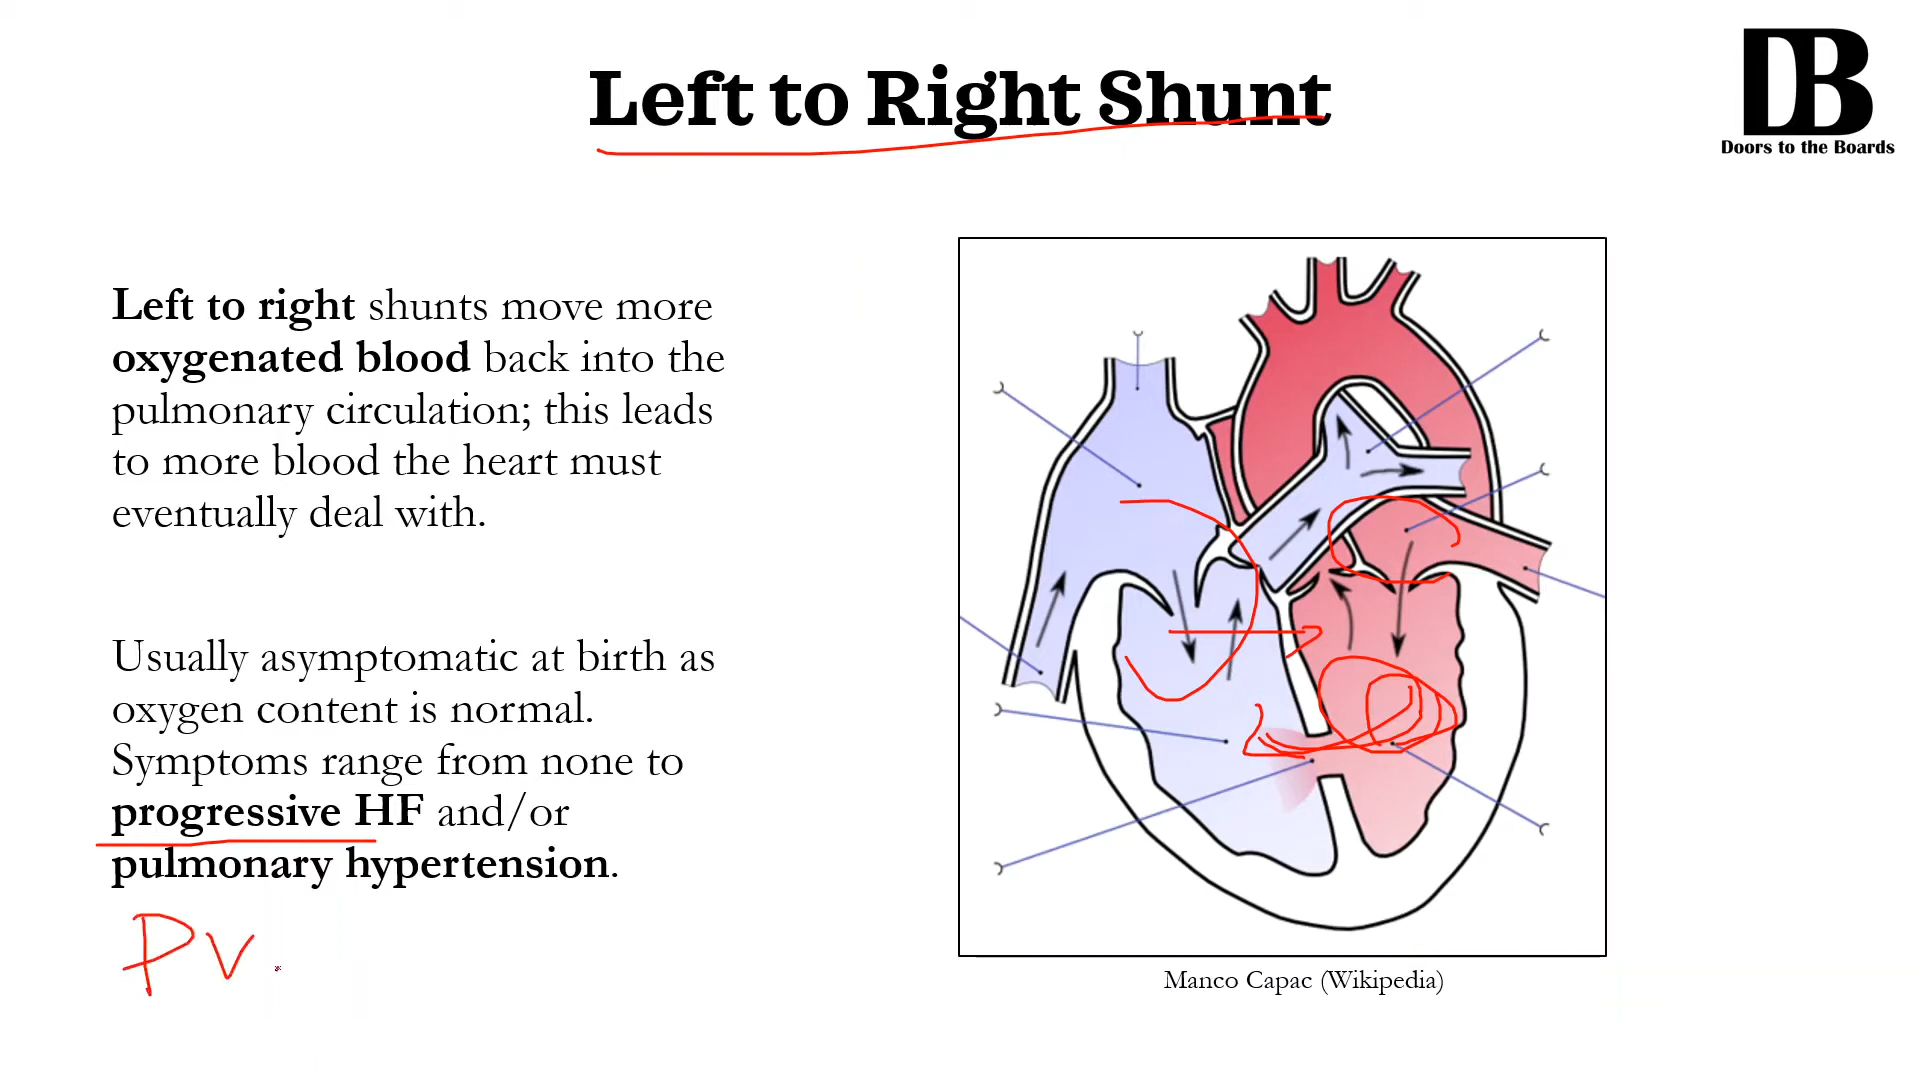 Left to Right Shunt
DB
Doors to the Boards
Left to right shunts move more
oxygenated blood back into the
pulmonary circulation; this leads
to more blood the heart must
eventually deal with.
Usually asymptomatic at birth as
oxygen content is normal.
Symptoms range from none to
progressive HF and/or
pulmonary hypertension.
PV
Manco Capac (Wikipedia)